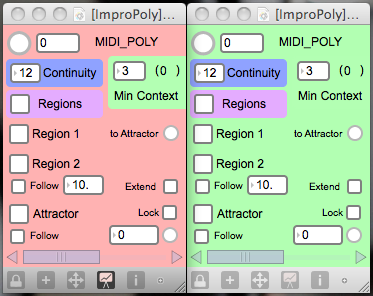 [ImproPoly]...
0 MIDI_POLY
12 Continuity
3 (0 )
Min Context
Regions
Region 1 to Attractor
Region 2
Follow 10. Extend
Attractor Lock
Follow 0
[ImproPoly]...
0 MIDI_POLY
12 Continuity
3 (0 )
Min Context
Regions
Region 1 to Attractor
Region 2
Follow 10. Extend
Attractor Lock
Follow 0